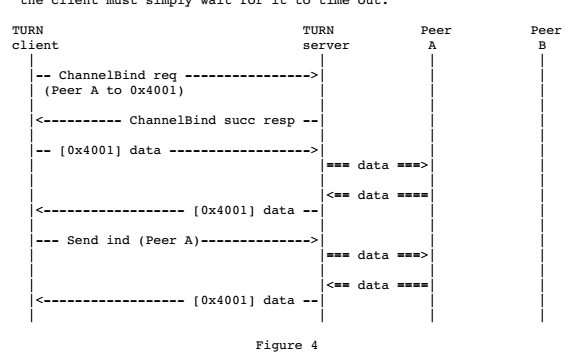 the client must simply wait for it to time out.
TURN TURN Peer Peer
client server A B
|-- ChannelBind req --------------->| | |
| (Peer A to 0x4001) | | |
|<---------- ChannelBind succ resp --| | |
|-- [0x4001] data ------------------>| | |
| |=== data ===>| |
| |<== data ====| |
|<------------------ [0x4001] data --| | |
|--- Send ind (Peer A)-------------->| | |
| |=== data ===>| |
| |<== data ====| |
|<------------------ [0x4001] data --| | |
Figure 4